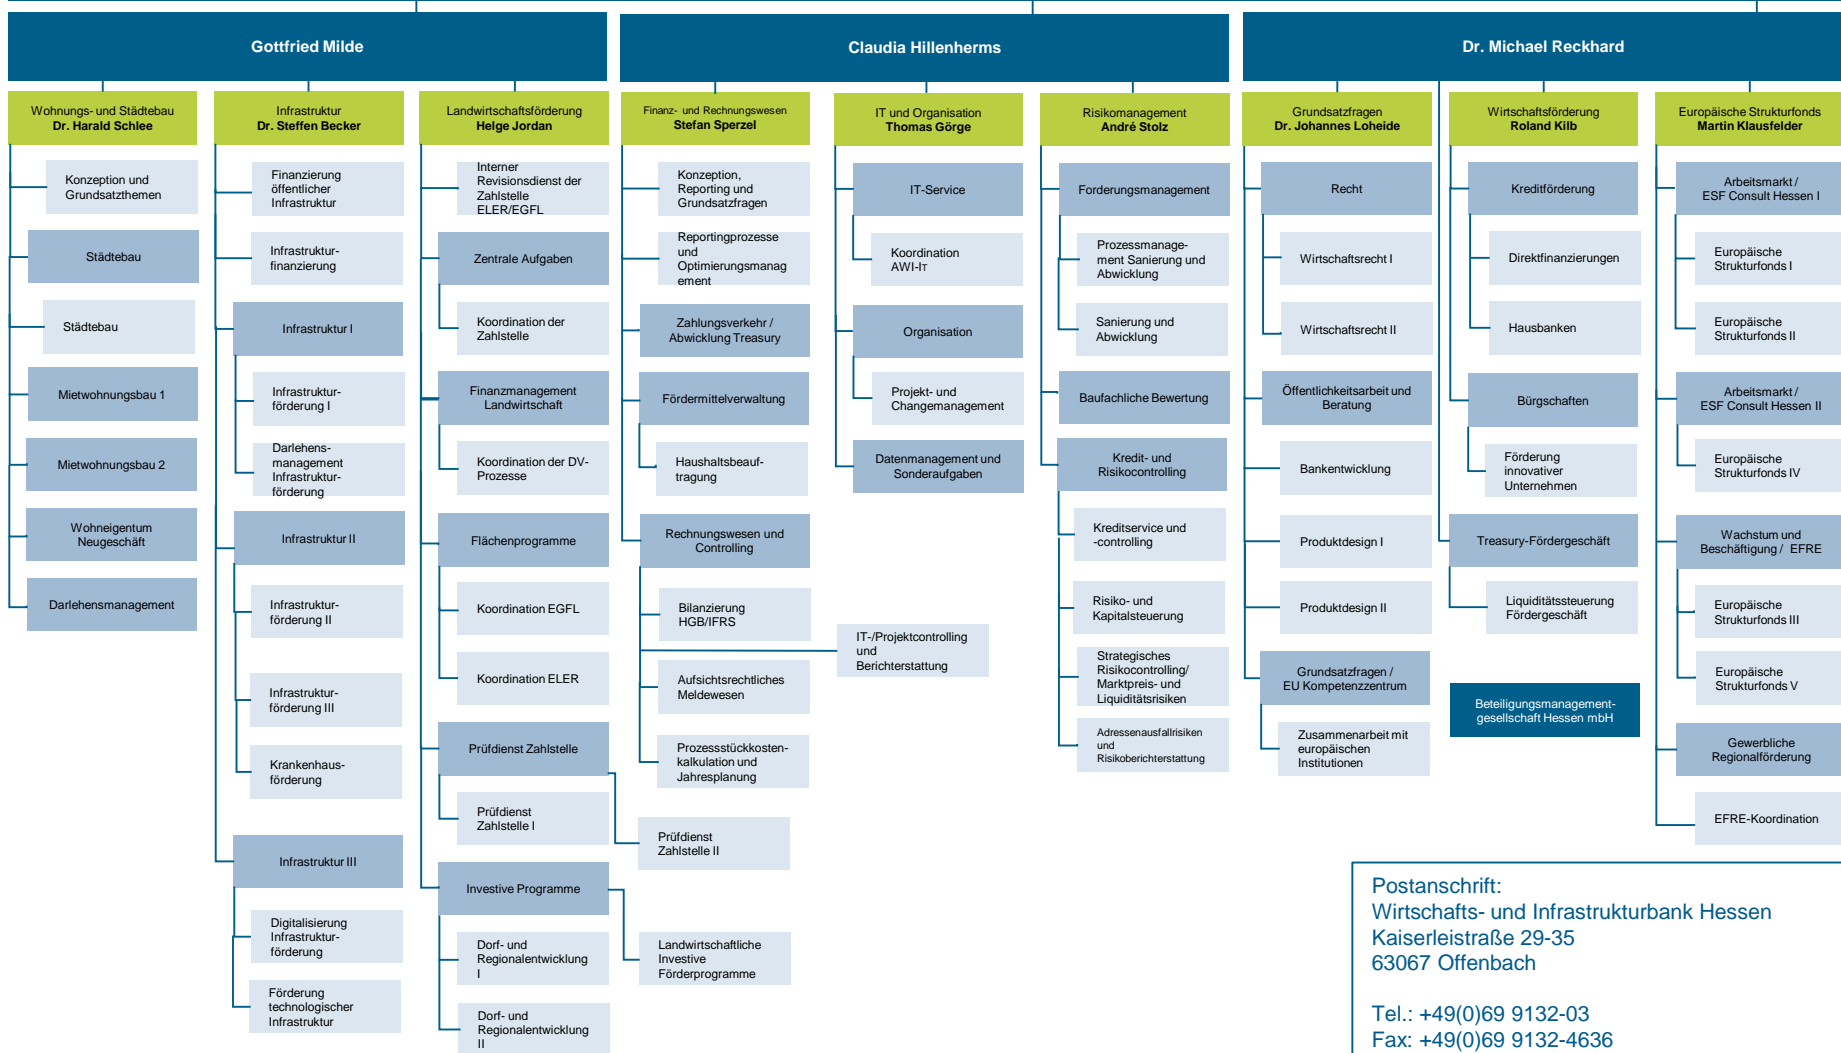 Gottfried Milde
Claudia Hillenherms
Dr. Michael Reckhard
Wohnungs- und Städtebau
Dr. Harald Schlee
Konzeption und
Grundsatzthemen
Städtebau
Städtebau
Mietwohnungsbau 1
Mietwohnungsbau 2
Wohneigentum
Neugeschäft
Darlehensmanagement
Infrastruktur
Dr. Steffen Becker
Finanzierung
öffentlicher
Infrastruktur
Infrastruktur-
finanzierung
Infrastruktur I
Infrastruktur-
förderung I
Darlehens-
management
Infrastruktur-
förderung
Infrastruktur II
Infrastruktur-
förderung II
Infrastruktur-
förderung III
Krankenhaus-
förderung
Infrastruktur III
Digitalisierung
Infrastruktur-
förderung
Förderung
technologischer
Infrastruktur
Landwirtschaftsförderung
Helge Jordan
Interner
Revisionsdienst der
Zahlstelle
ELER/EGFL
Zentrale Aufgaben
Koordination der
Zahlstelle
Finanzmanagement
Landwirtschaft
Koordination der DV-
Prozesse
Flächenprogramme
Koordination EGFL
Koordination ELER
Prüfdienst Zahlstelle
Prüfdienst
Zahlstelle I
Prüfdienst
Zahlstelle II
Investive Programme
Dorf- und
Regionalentwicklung
I
Landwirtschaftliche
Investive
Förderprogramme
Dorf- und
Regionalentwicklung
II
Finanz- und Rechnungswesen
Stefan Sperzel
Konzeption,
Reporting und
Grundsatzfragen
Reportingprozesse
und
Optimierungsmanag
ement
Zahlungsverkehr /
Abwicklung Treasury
Fördermittelverwaltung
Haushaltsbeauf-
tragung
Rechnungswesen und
Controlling
Bilanzierung
HGB/IFRS
IT-/Projektcontrolling
und
Berichterstattung
Aufsichtsrechtliches
Meldewesen
Prozessstückkosten-
kalkulation und
Jahresplanung
IT und Organisation
Thomas Görge
IT-Service
Koordination
AWI-IT
Organisation
Projekt- und
Changemanagement
Datenmanagement und
Sonderaufgaben
Risikomanagement
André Stolz
Forderungsmanagement
Prozessmanage-
ment Sanierung und
Abwicklung
Sanierung und
Abwicklung
Baufachliche Bewertung
Kredit- und
Risikocontrolling
Kreditservice und
-controlling
Risiko- und
Kapitalsteuerung
Strategisches
Risikocontrolling/
Marktpreis- und
Liquiditätsrisiken
Adressenausfallrisiken
und
Risikoberichterstattung
Grundsatzfragen
Dr. Johannes Loheide
Recht
Wirtschaftsrecht I
Wirtschaftsrecht II
Öffentlichkeitsarbeit und
Beratung
Bankentwicklung
Produktdesign I
Produktdesign II
Grundsatzfragen /
EU Kompetenzzentrum
Zusammenarbeit mit
europäischen
Institutionen
Wirtschaftsförderung
Roland Kilb
Kreditförderung
Direktfinanzierungen
Hausbanken
Bürgschaften
Förderung
innovativer
Unternehmen
Treasury-Fördergeschäft
Liquiditätssteuerung
Fördergeschäft
Beteiligungsmanagement-
gesellschaft Hessen mbH
Europäische Strukturfonds
Martin Klausfelder
Arbeitsmarkt /
ESF Consult Hessen I
Europäische
Strukturfonds I
Europäische
Strukturfonds II
Arbeitsmarkt /
ESF Consult Hessen II
Europäische
Strukturfonds IV
Wachstum und
Beschäftigung / EFRE
Europäische
Strukturfonds III
Europäische
Strukturfonds V
Gewerbliche
Regionalförderung
EFRE-Koordination
Postanschrift:
Wirtschafts- und Infrastrukturbank Hessen
Kaiserleistraße 29-35
63067 Offenbach
Tel.: +49(0)69 9132-03
Fax: +49(0)69 9132-4636